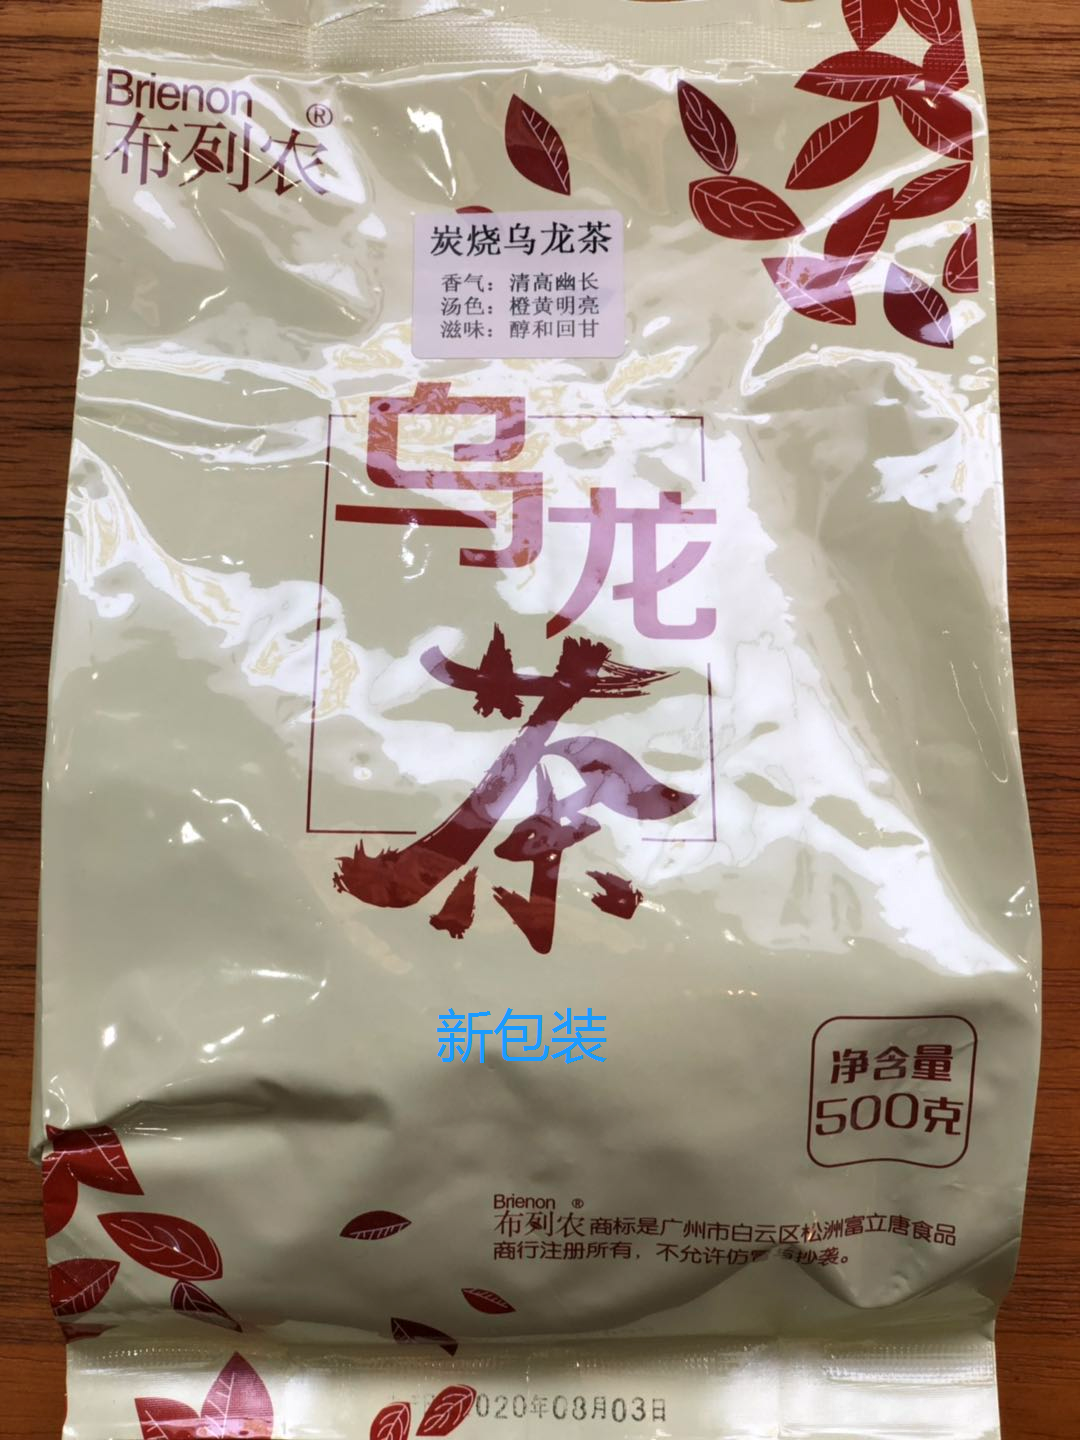 Brienon
布列农®
炭烧乌龙茶
香气：清高幽长
汤色：橙黄明亮
滋味：醇和回甘
乌龙茶
新包装
净含量
500克
Brienon ®
布列农商标是广州市白云区松洲富立唐食品
商行注册所有，不允许仿冒抄袭。
2020年08月03日